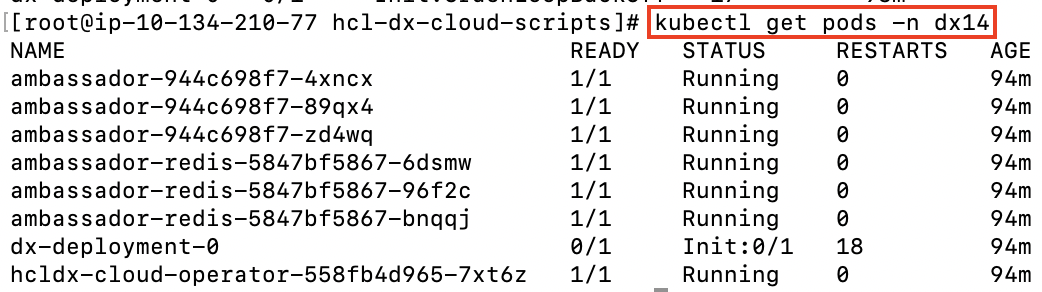 [[root@ip-10-134-210-77 hcl-dx-cloud-scripts]# kubectl get pods -n dx14
NAME READY STATUS RESTARTS AGE
ambassador-944c698f7-4xncx 1/1 Running 0 94m
ambassador-944c698f7-89qx4 1/1 Running 0 94m
ambassador-944c698f7-zd4wq 1/1 Running 0 94m
ambassador-redis-5847bf5867-6dsmw 1/1 Running 0 94m
ambassador-redis-5847bf5867-96f2c 1/1 Running 0 94m
ambassador-redis-5847bf5867-bnqqj 1/1 Running 0 94m
dx-deployment-0 0/1 Init:0/1 18 94m
hcldx-cloud-operator-558fb4d965-7xt6z 1/1 Running 0 94m